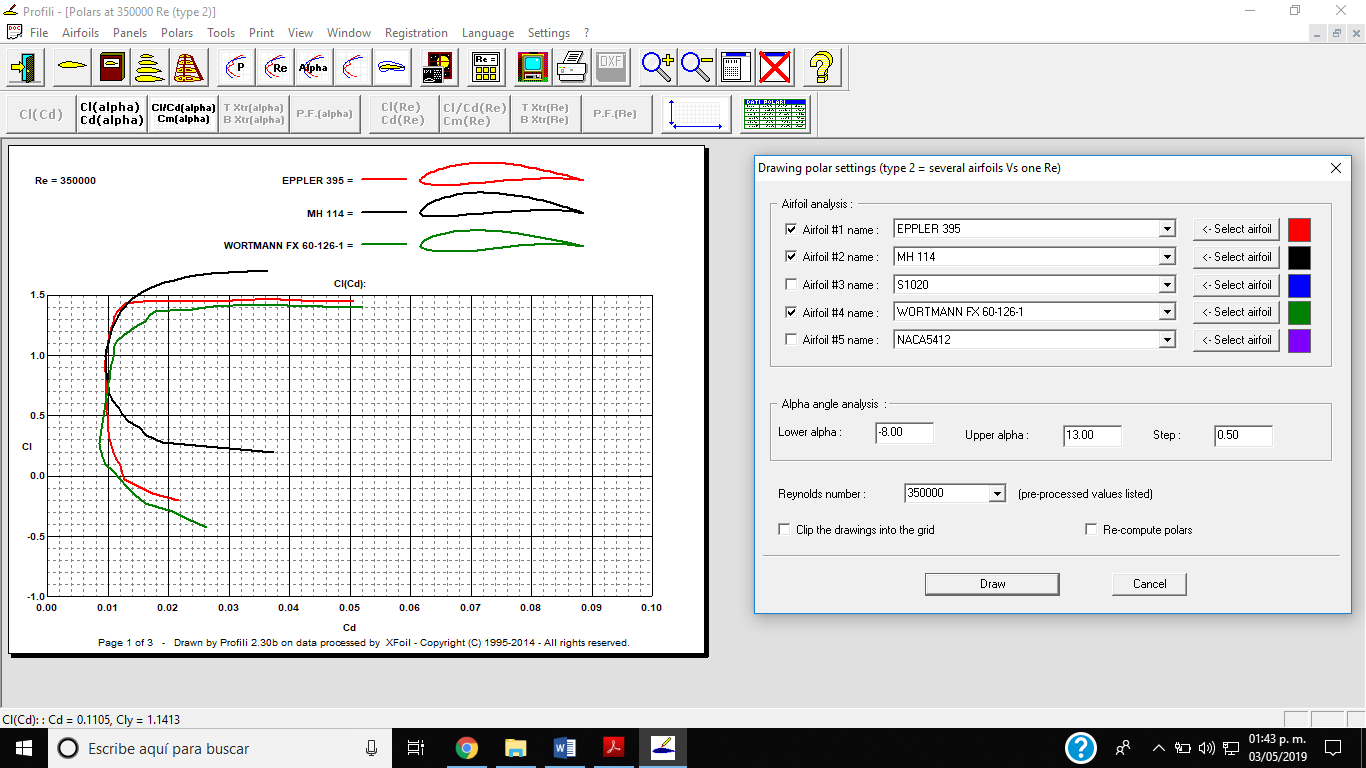 Profili - [Polars at 350000 Re (type 2)]
DOC File Airfoils Panels Polars Tools Print View Window Registration Language Settings ?
P Re Alpha Re = DXF
Cl(Cd) Cl(alpha) Cd(alpha) Cl/Cd(alpha) Cm(alpha) T Xtr(alpha) B Xtr(alpha) P.F.(alpha) Cl(Re) Cd(Re) Cl/Cd(Re) Cm(Re) T Xtr(Re) B Xtr(Re) P.F.(Re) DATI POLARI
Re = 350000
EPPLER 395 =
MH 114 =
WORTMANN FX 60-126-1 =
Cl(Cd):
1.5
1.0
0.5
Cl
0.0
-0.5
-1.0
0.00 0.01 0.02 0.03 0.04 0.05 0.06 0.07 0.08 0.09 0.10
Cd
Page 1 of 3 - Drawn by Profili 2.30b on data processed by XFoil - Copyright (C) 1995-2014 - All rights reserved.
Drawing polar settings (type 2 = several airfoils Vs one Re)
Airfoil analysis :
Airfoil #1 name : EPPLER 395 <- Select airfoil
Airfoil #2 name : MH 114 <- Select airfoil
Airfoil #3 name : S1020 <- Select airfoil
Airfoil #4 name : WORTMANN FX 60-126-1 <- Select airfoil
Airfoil #5 name : NACA5412 <- Select airfoil
Alpha angle analysis :
Lower alpha : -8.00 Upper alpha : 13.00 Step : 0.50
Reynolds number : 350000 (pre-processed values listed)
Clip the drawings into the grid Re-compute polars
Draw Cancel
Cl(Cd): : Cd = 0.1105, Cly = 1.1413
Escribe aquí para buscar
01:43 p. m.
03/05/2019